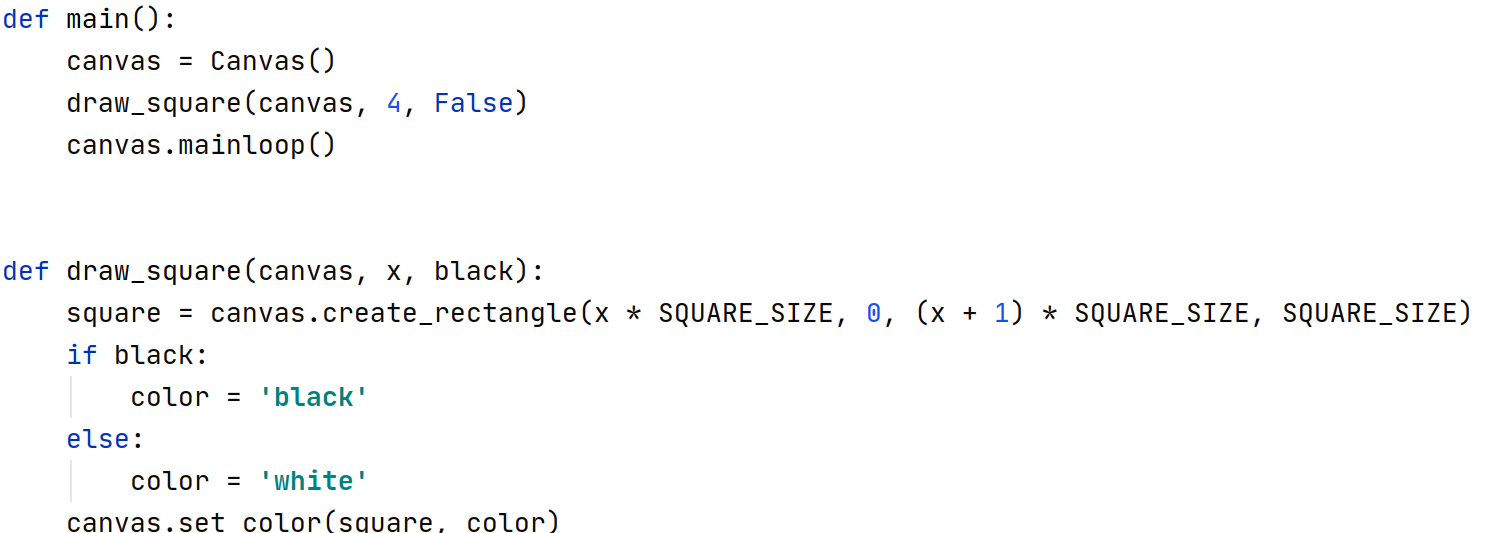 def main():
    canvas = Canvas()
    draw_square(canvas, 4, False)
    canvas.mainloop()
def draw_square(canvas, x, black):
    square = canvas.create_rectangle(x * SQUARE_SIZE, 0, (x + 1) * SQUARE_SIZE, SQUARE_SIZE)
    if black:
        color = 'black'
    else:
        color = 'white'
    canvas.set_color(square, color)